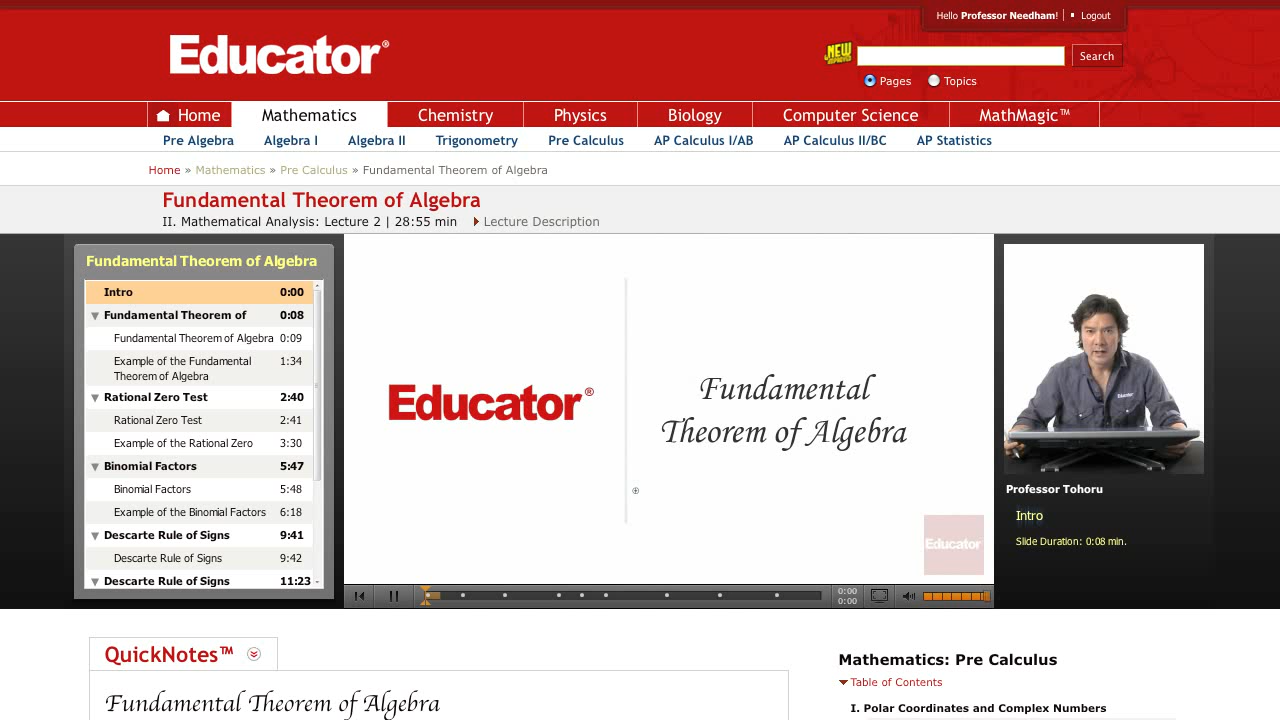 Hello Professor Needham! Logout
Educator®
NEW
Search
Pages Topics
Home Mathematics Chemistry Physics Biology Computer Science MathMagic™
Pre Algebra Algebra I Algebra II Trigonometry Pre Calculus AP Calculus I/AB AP Calculus II/BC AP Statistics
Home » Mathematics » Pre Calculus » Fundamental Theorem of Algebra
Fundamental Theorem of Algebra
II. Mathematical Analysis: Lecture 2 | 28:55 min Lecture Description
Fundamental Theorem of Algebra
Intro 0:00
Fundamental Theorem of 0:08
Fundamental Theorem of Algebra 0:09
Example of the Fundamental 1:34
Theorem of Algebra
Rational Zero Test 2:40
Rational Zero Test 2:41
Example of the Rational Zero 3:30
Binomial Factors 5:47
Binomial Factors 5:48
Example of the Binomial Factors 6:18
Descarte Rule of Signs 9:41
Descarte Rule of Signs 9:42
Descarte Rule of Signs 11:23
Educator®
Fundamental
Theorem of Algebra
Educator
0:00
0:00
Educator
Professor Tohoru
Intro
Slide Duration: 0:08 min.
QuickNotes™
Fundamental Theorem of Algebra
Mathematics: Pre Calculus
Table of Contents
I. Polar Coordinates and Complex Numbers